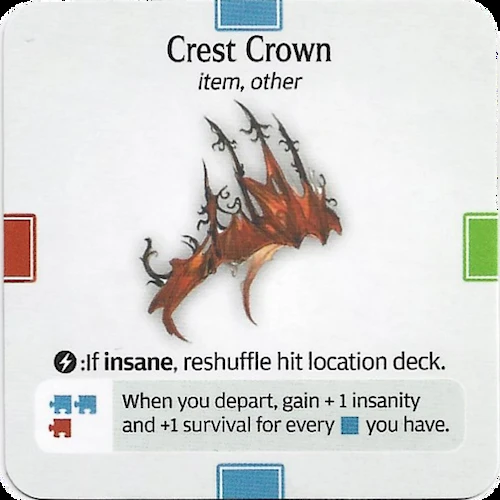 Crest Crown
item, other
:If insane, reshuffle hit location deck.
When you depart, gain + 1 insanity
and +1 survival for every you have.